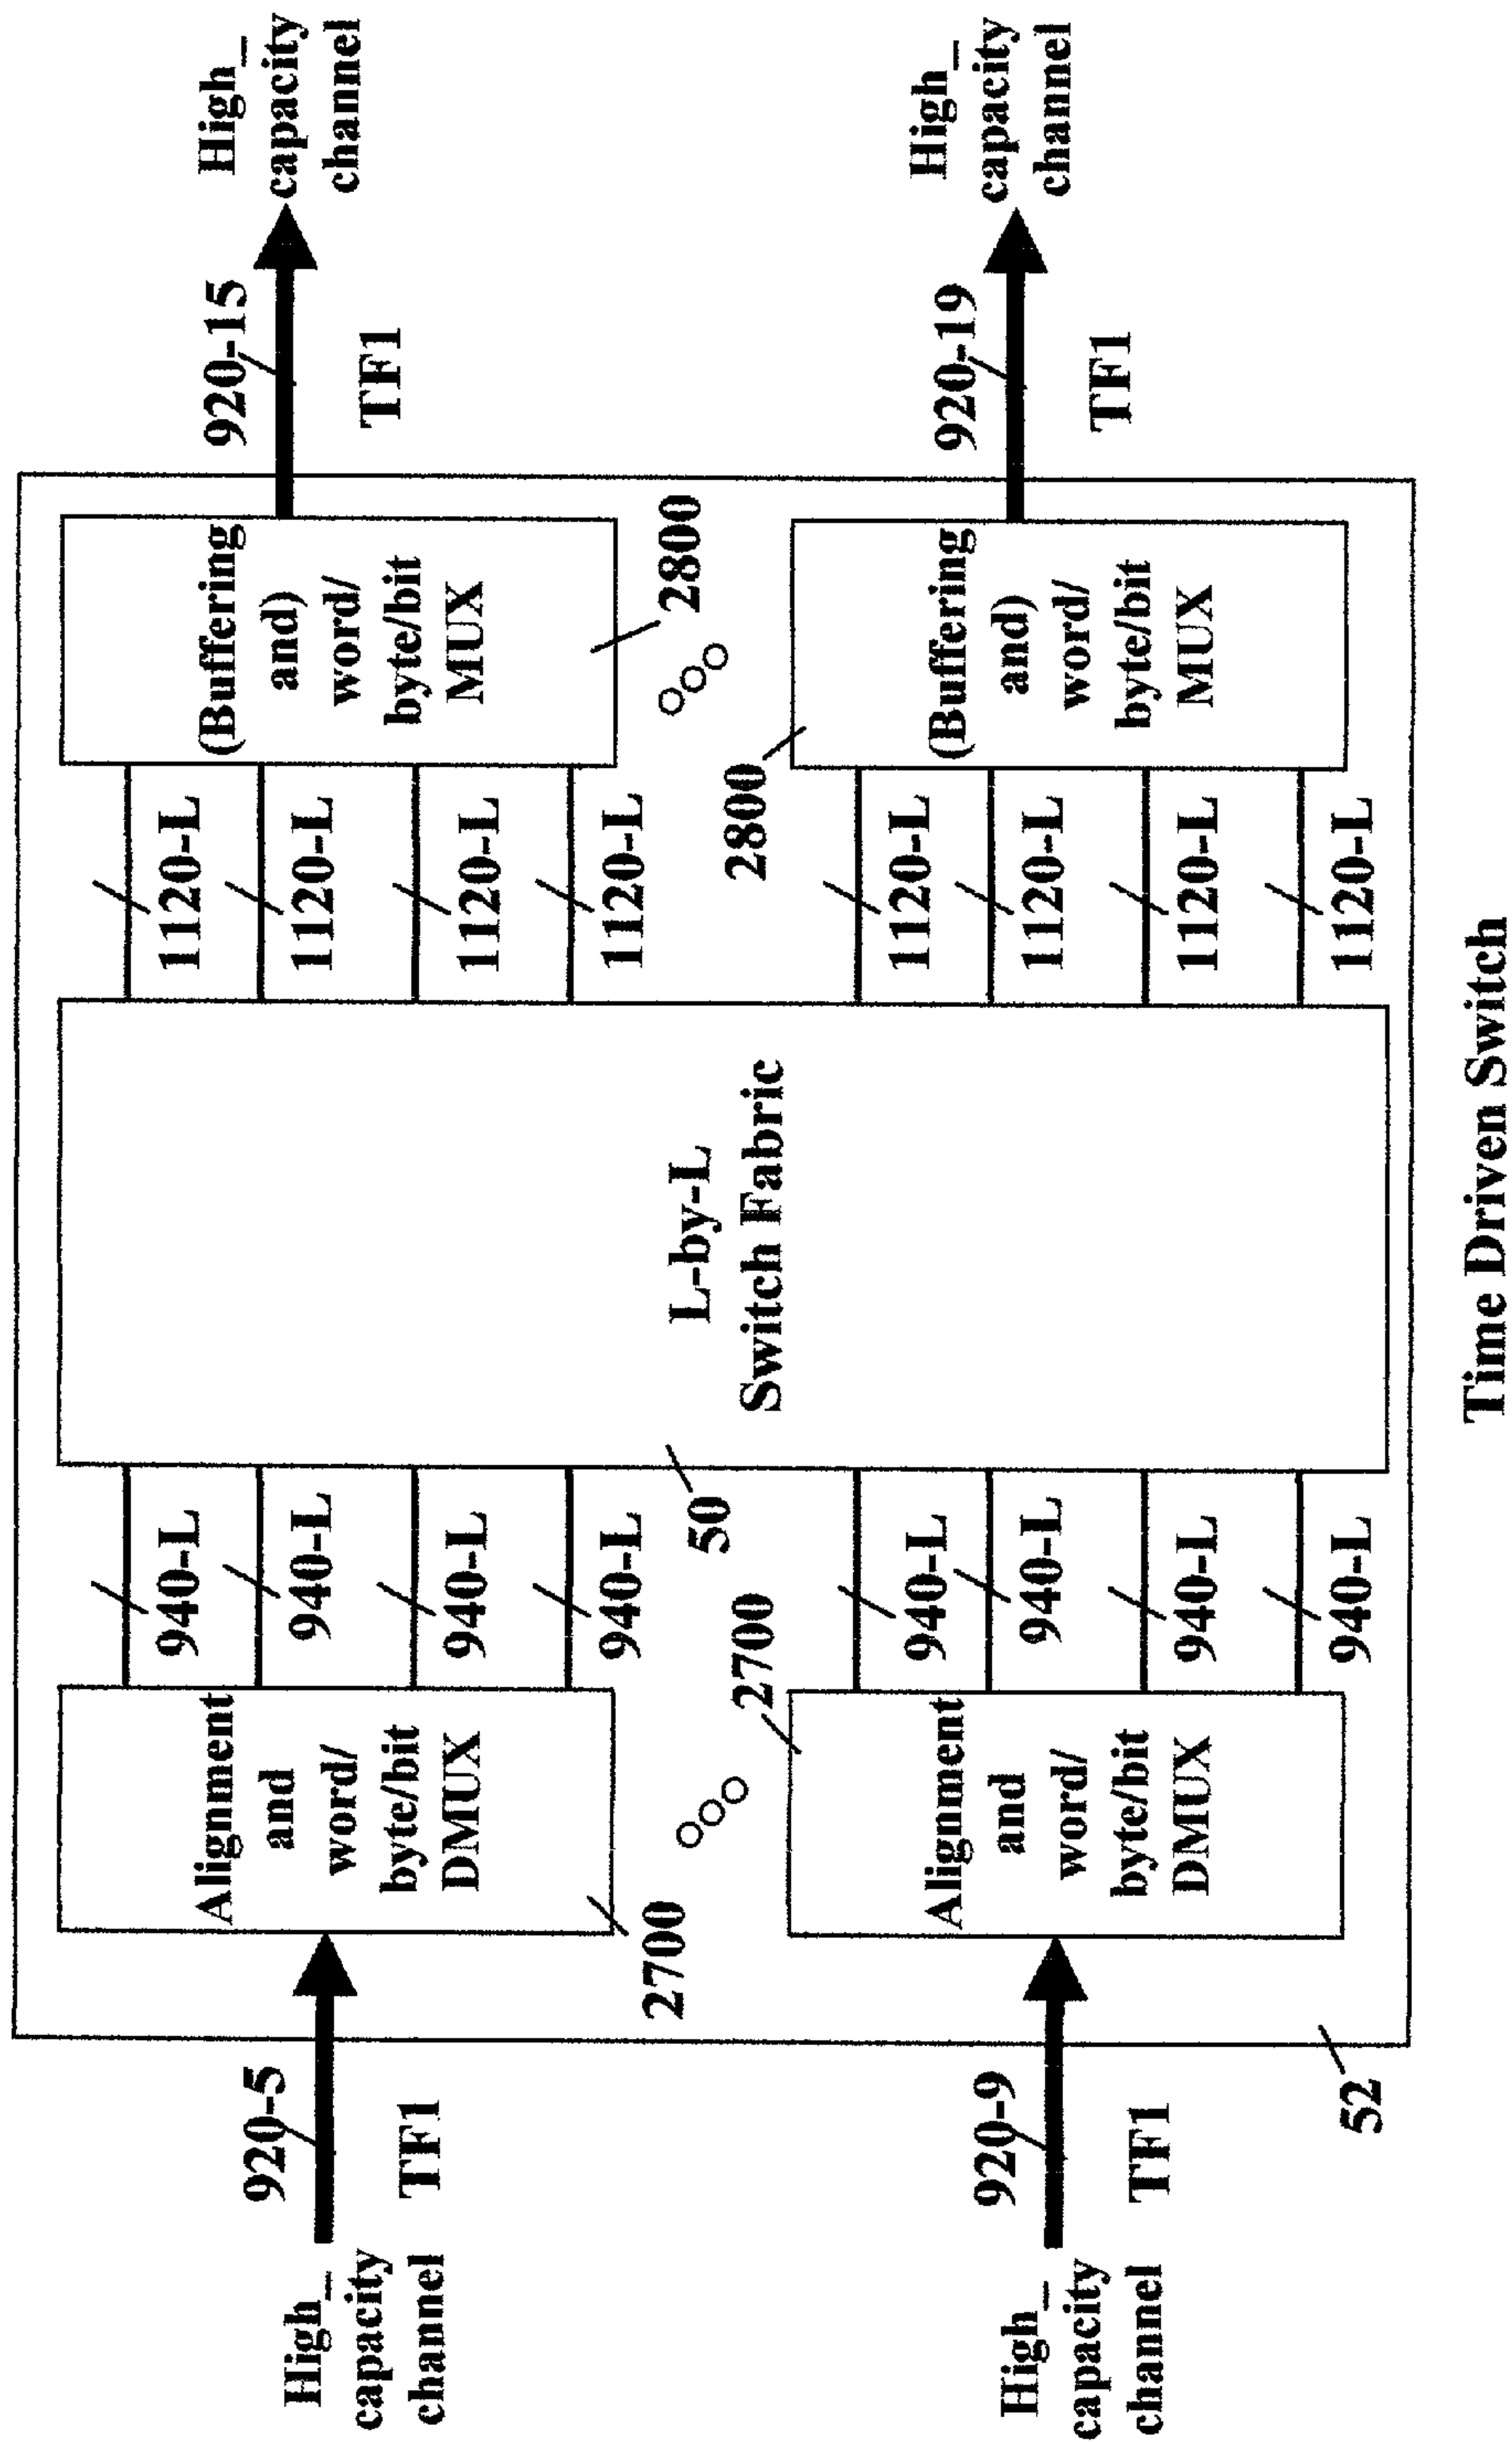 High_
capacity
channel
920-5
TF1
Alignment
and
word/
byte/bit
DMUX
2700
940-L
940-L
940-L
940-L
L-by-L
Switch Fabric
50
1120-L
1120-L
1120-L
1120-L
(Buffering
and)
word/
byte/bit
MUX
2800
920-15
TF1
High_
capacity
channel
High_
capacity
channel
920-9
TF1
Alignment
and
word/
byte/bit
DMUX
2700
940-L
940-L
940-L
940-L
1120-L
1120-L
1120-L
1120-L
(Buffering
and)
word/
byte/bit
MUX
2800
920-19
TF1
High_
capacity
channel
52
Time Driven Switch